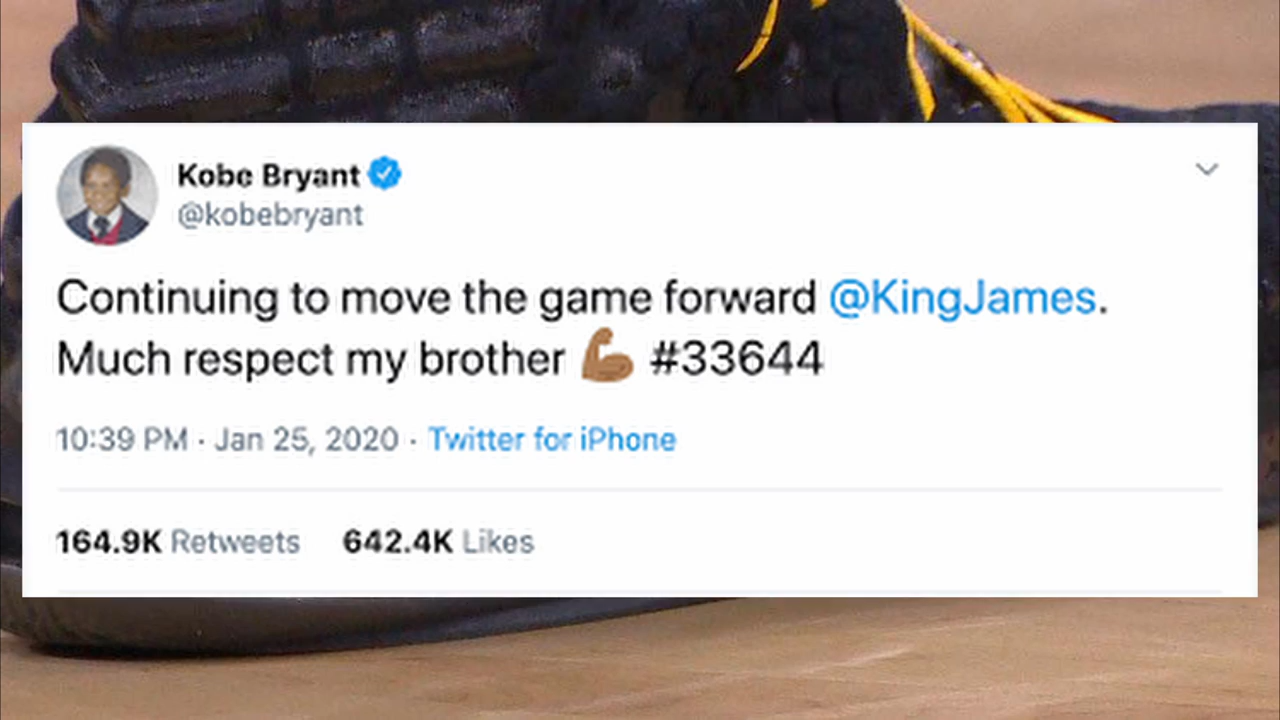 Kobe Bryant
@kobebryant
Continuing to move the game forward @KingJames.
Much respect my brother 💪🏾 #33644
10:39 PM · Jan 25, 2020 · Twitter for iPhone
164.9K Retweets 642.4K Likes